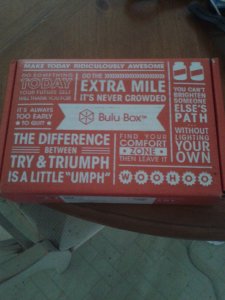 MAKE TODAY RIDICULOUSLY AWESOME
DO SOMETHING
TODAY
YOUR FUTURE SELF
WILL THANK YOU FOR
GO THE
EXTRA MILE
IT'S NEVER CROWDED
YOU CAN'T
BRIGHTEN
SOMEONE
ELSE'S
PATH
WITHOUT
LIGHTING
YOUR
OWN
IT'S ALWAYS
TOO EARLY
TO QUIT
Bulu Box™
THE DIFFERENCE
BETWEEN
TRY & TRIUMPH
IS A LITTLE "UMPH"
FIND YOUR
COMFORT
ZONE
THEN LEAVE IT
WOOHOO